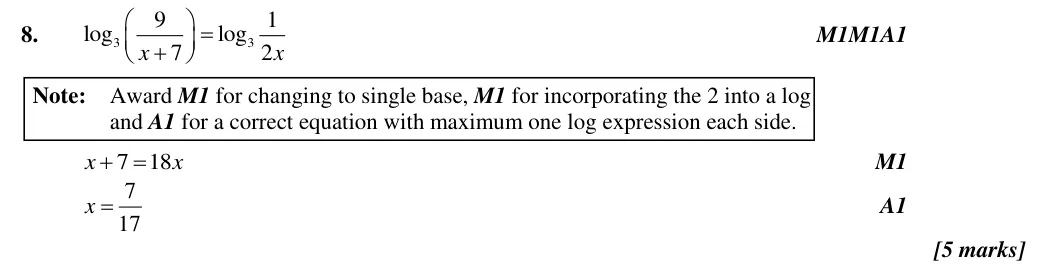 8. log₃(9/(x+7)) = log₃ 1/(2x) M1M1A1
Note: Award M1 for changing to single base, M1 for incorporating the 2 into a log
and A1 for a correct equation with maximum one log expression each side.
x+7=18x M1
x = 7/17 A1
[5 marks]